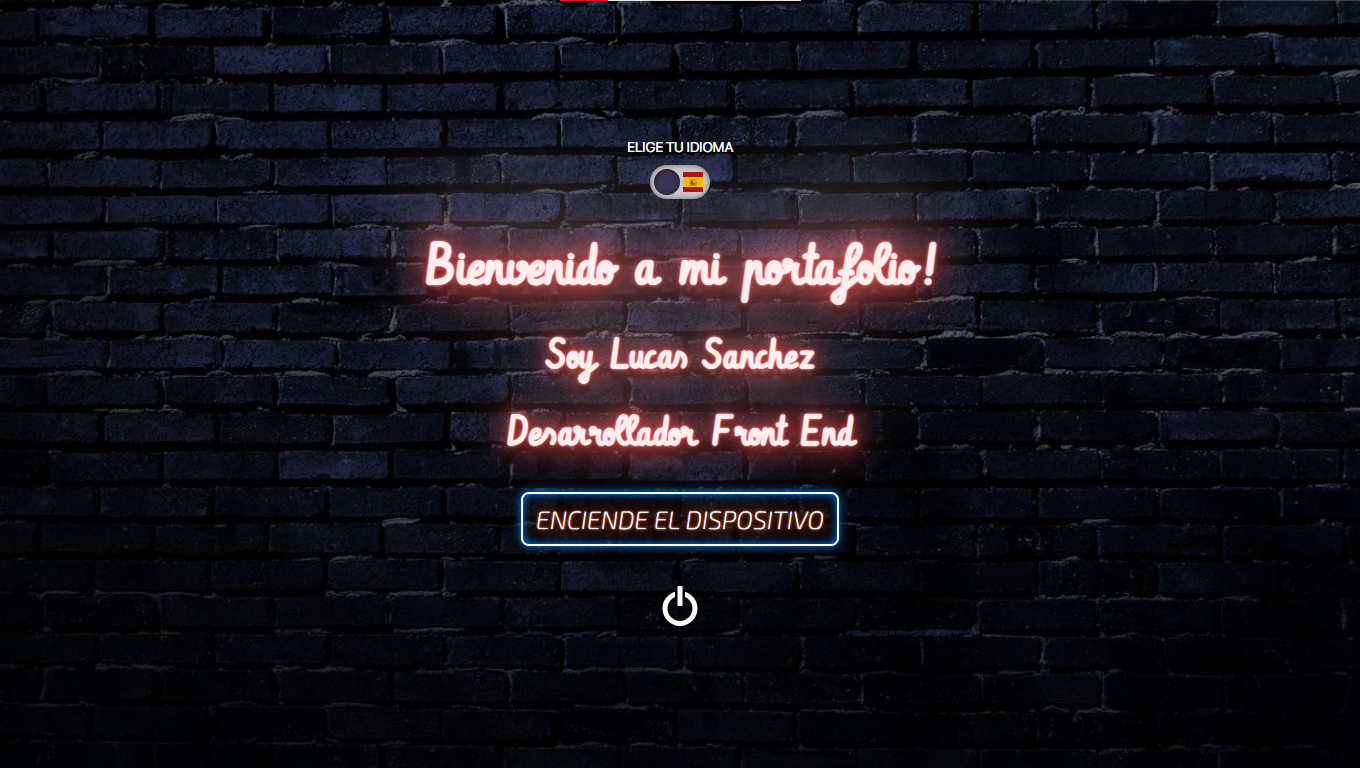 ELIGE TU IDIOMA
Bienvenido a mi portafolio!
Soy Lucas Sanchez
Desarrollador Front End
ENCIENDE EL DISPOSITIVO